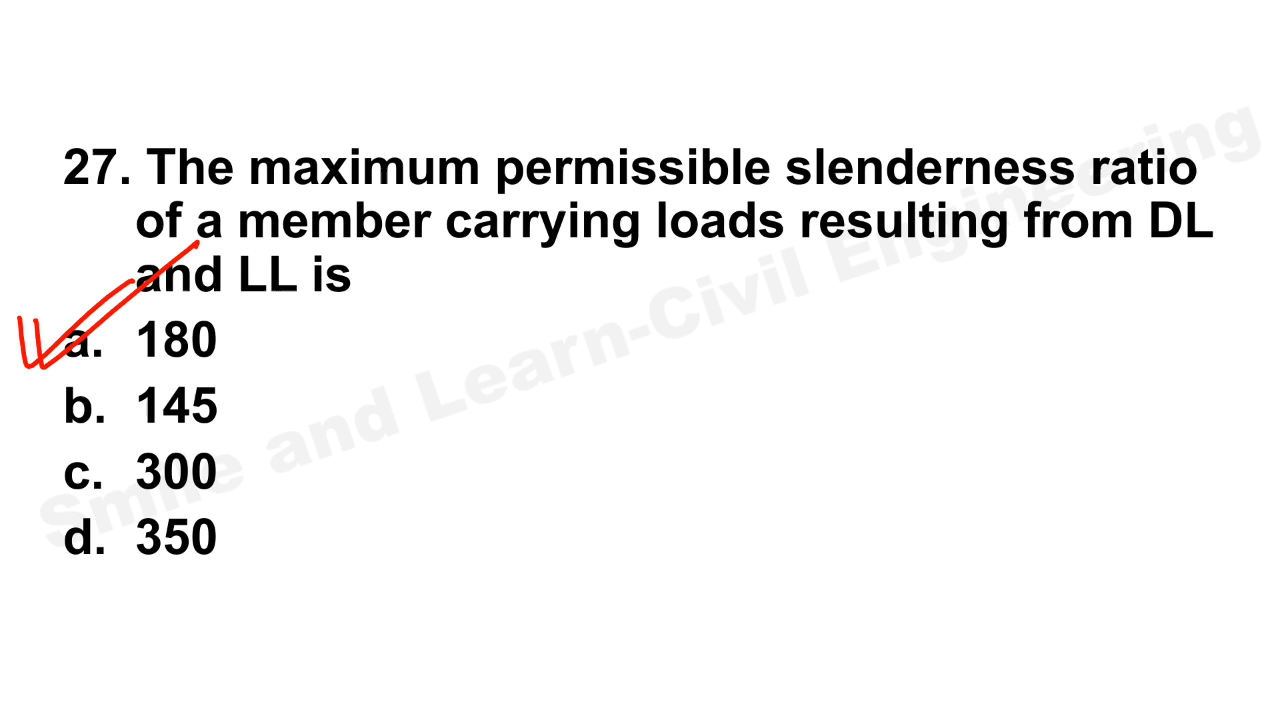 27. The maximum permissible slenderness ratio
of a member carrying loads resulting from DL
and LL is
a. 180
b. 145
c. 300
d. 350
Smile and Learn-Civil Engineering